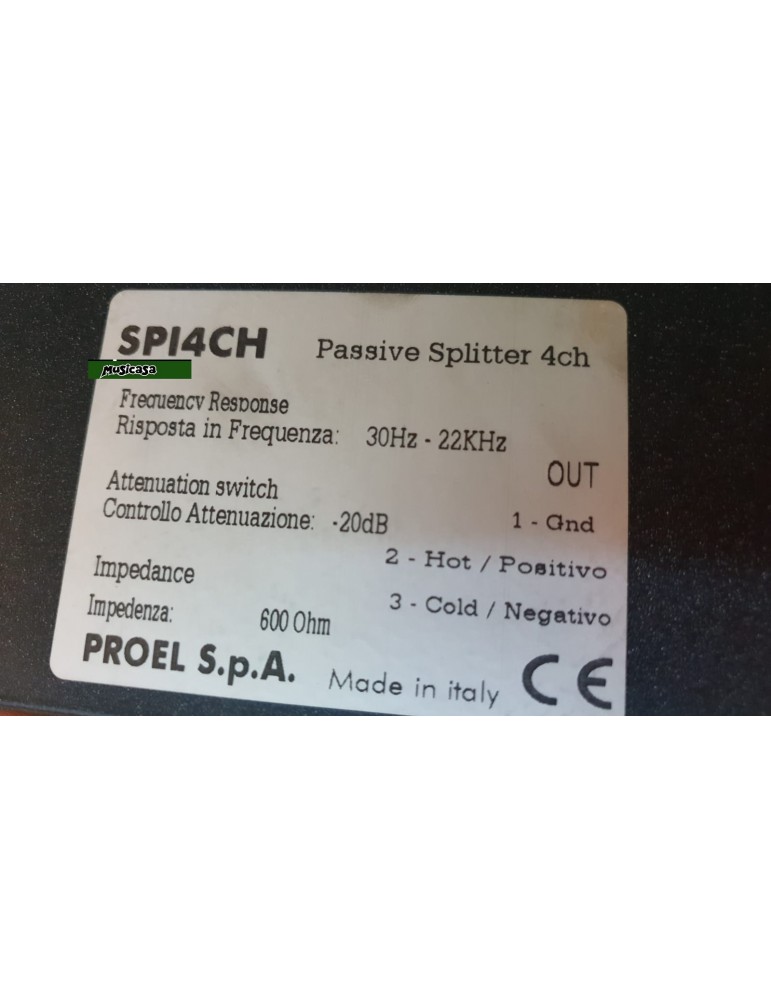 SPI4CH Passive Splitter 4ch
Musicasa
Frequency Response
Risposta in Frequenza: 30Hz - 22KHz
OUT
Attenuation switch
Controllo Attenuazione: -20dB
1 - Gnd
2 - Hot / Positivo
3 - Cold / Negativo
Impedance
Impedenza: 600 Ohm
PROEL S.p.A. Made in italy CE